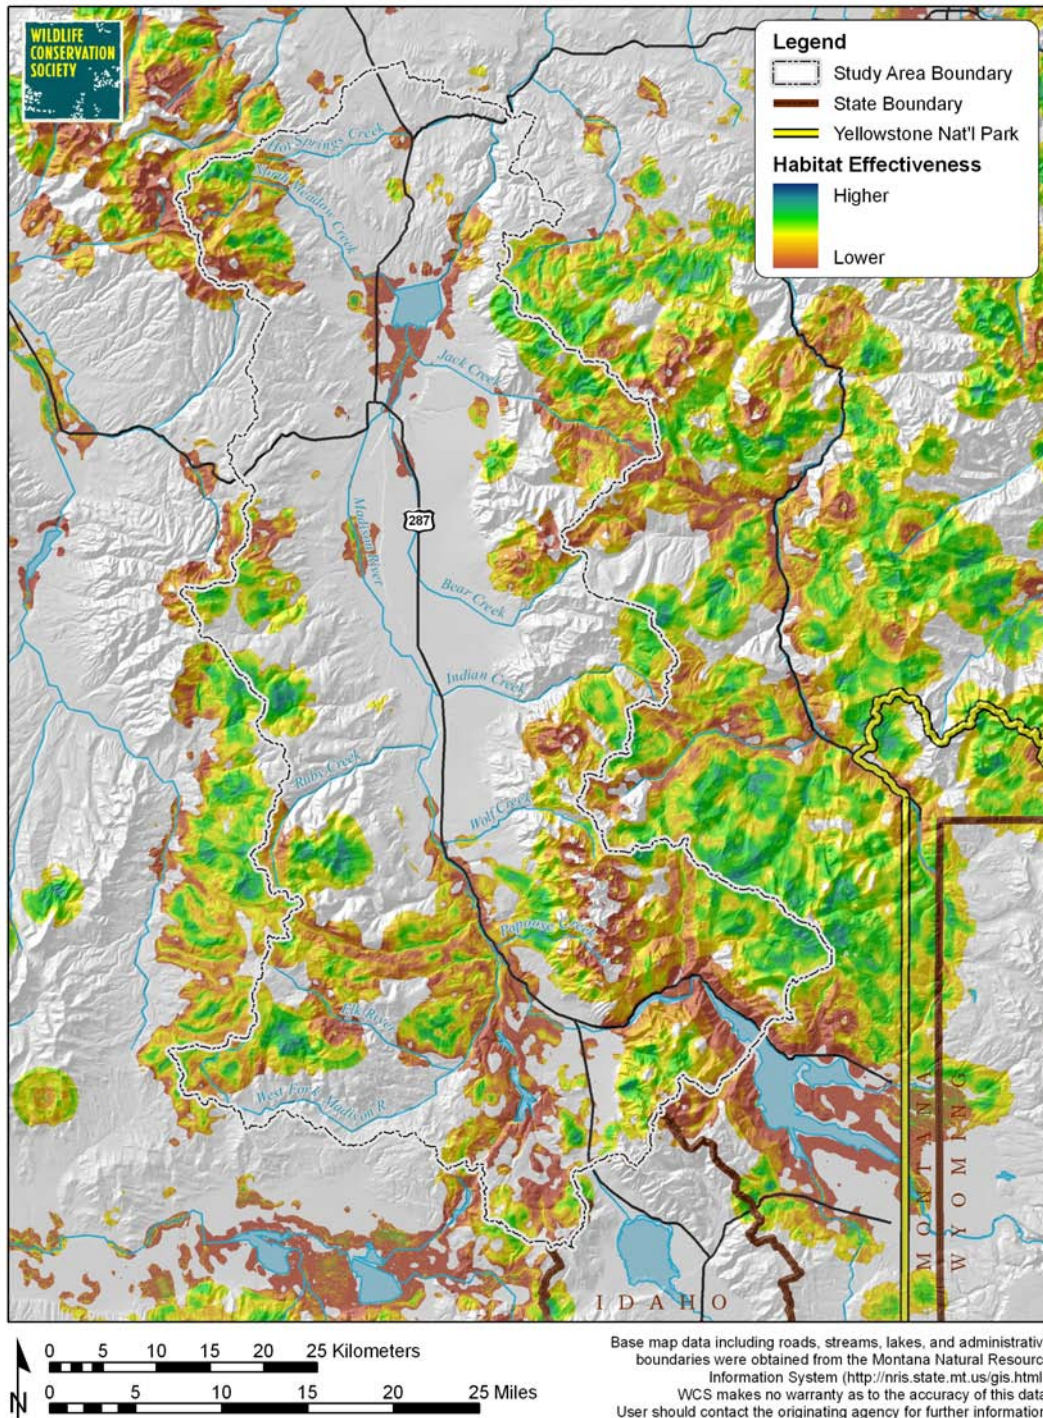 WILDLIFE
CONSERVATION
SOCIETY
Legend
Study Area Boundary
State Boundary
Yellowstone Nat'l Park
Habitat Effectiveness
Higher
Lower
Hot Springs Creek
Meadow Creek
Jack Creek
287
Madison River
Bear Creek
Indian Creek
Ruby Creek
Wolf Creek
Papoose Creek
Elk River
West Fork Madison R
MONTANA
WYOMING
IDAHO
0 5 10 15 20 25 Kilometers
0 5 10 15 20 25 Miles
N
Base map data including roads, streams, lakes, and administrativ
boundaries were obtained from the Montana Natural Resourc
Information System (http://nris.state.mt.us/gis.html
WCS makes no warranty as to the accuracy of this data
User should contact the originating agency for further information